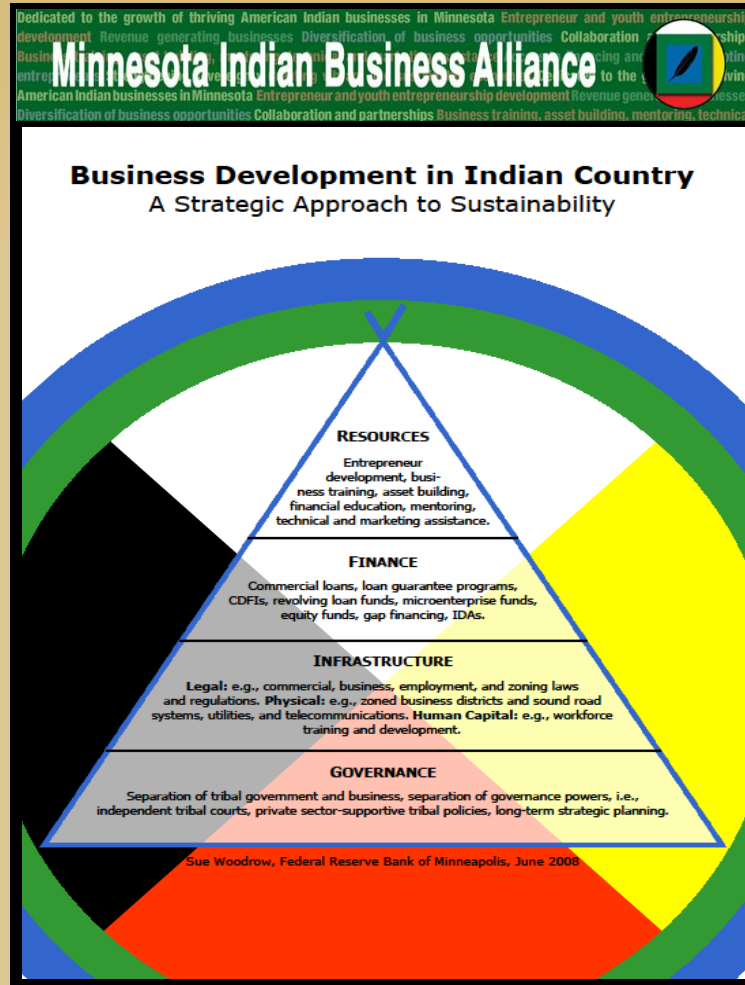 Dedicated to the growth of thriving American Indian businesses in Minnesota Entrepreneur and youth entrepreneurshi
development Revenue generating businesses Diversification of business opportunities Collaboration
Minnesota Indian Business Alliance
to the
American Indian businesses in Minnesota Entrepreneur and youth entrepreneurship development Revenue
Diversification of business opportunities Collaboration and partnerships Business training, asset building, mentoring, technica
Business Development in Indian Country
A Strategic Approach to Sustainability
RESOURCES
Entrepreneur
development, busi-
ness training, asset building,
financial education, mentoring,
technical and marketing assistance.
FINANCE
Commercial loans, loan guarantee programs,
CDFIs, revolving loan funds, microenterprise funds,
equity funds, gap financing, IDAs.
INFRASTRUCTURE
Legal: e.g., commercial, business, employment, and zoning laws
and regulations. Physical: e.g., zoned business districts and sound road
systems, utilities, and telecommunications. Human Capital: e.g., workforce
training and development.
GOVERNANCE
Separation of tribal government and business, separation of governance powers, i.e.,
independent tribal courts, private sector-supportive tribal policies, long-term strategic planning.
Sue Woodrow, Federal Reserve Bank of Minneapolis, June 2008